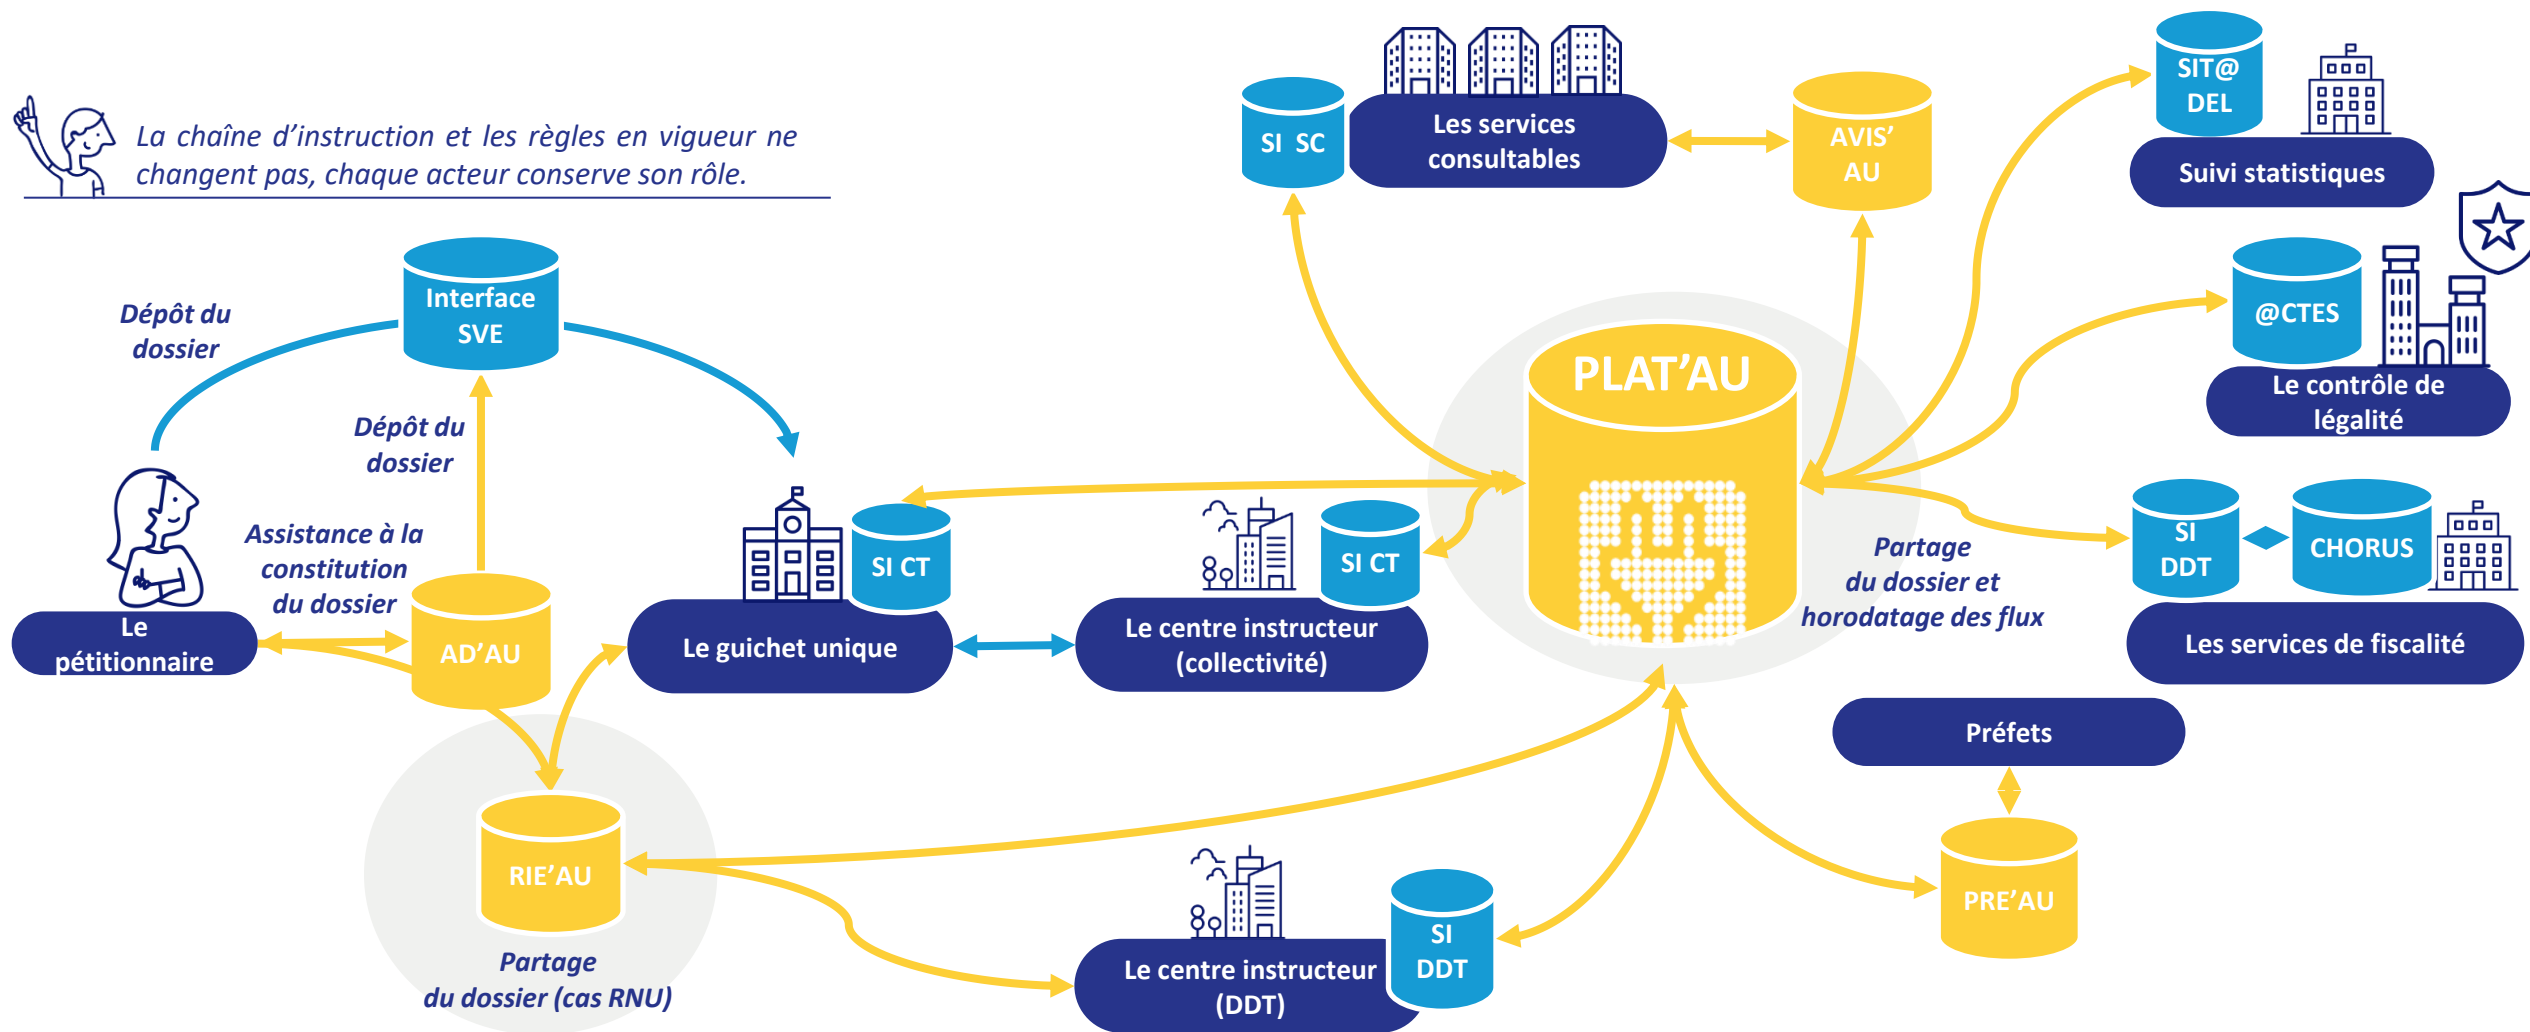 La chaîne d'instruction et les règles en vigueur ne
changent pas, chaque acteur conserve son rôle.
Interface
SVE
Dépôt du
dossier
Dépôt du
dossier
Assistance à la
constitution
du dossier
Le
pétitionnaire
AD'AU
SI CT
Le guichet unique
SI CT
Le centre instructeur
(collectivité)
RIE'AU
Partage
du dossier (cas RNU)
Le centre instructeur
(DDT)
SI
DDT
SI SC
Les services
consultables
AVIS'
AU
PLAT'AU
Partage
du dossier et
horodatage des flux
SIT@
DEL
Suivi statistiques
@CTES
Le contrôle de
légalité
SI
DDT
CHORUS
Les services de fiscalité
Préfets
PRE'AU